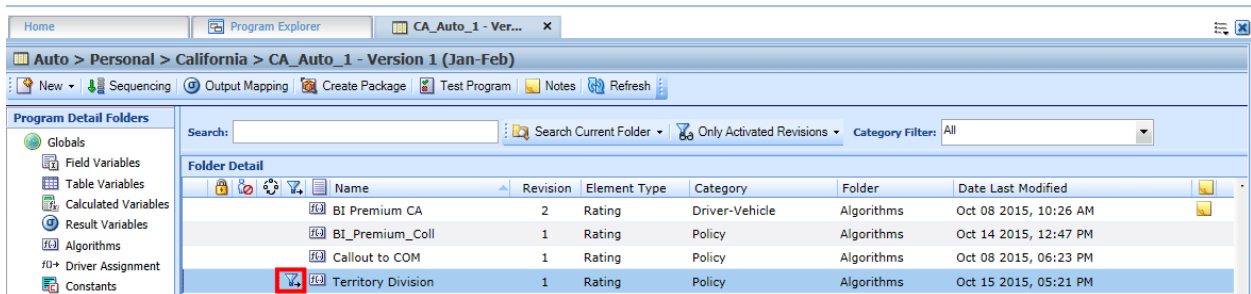 Home Program Explorer CA_Auto_1 - Ver... x
Auto > Personal > California > CA_Auto_1 - Version 1 (Jan-Feb)
New Sequencing Output Mapping Create Package Test Program Notes Refresh
Program Detail Folders
Globals
Field Variables
Table Variables
Calculated Variables
Result Variables
Algorithms
Driver Assignment
Constants
Search: Search Current Folder Only Activated Revisions Category Filter: All
Folder Detail
Name Revision Element Type Category Folder Date Last Modified
BI Premium CA 2 Rating Driver-Vehicle Algorithms Oct 08 2015, 10:26 AM
BI_Premium_Coll 1 Rating Policy Algorithms Oct 14 2015, 12:47 PM
Callout to COM 1 Rating Policy Algorithms Oct 08 2015, 06:23 PM
Territory Division 1 Rating Policy Algorithms Oct 15 2015, 05:21 PM